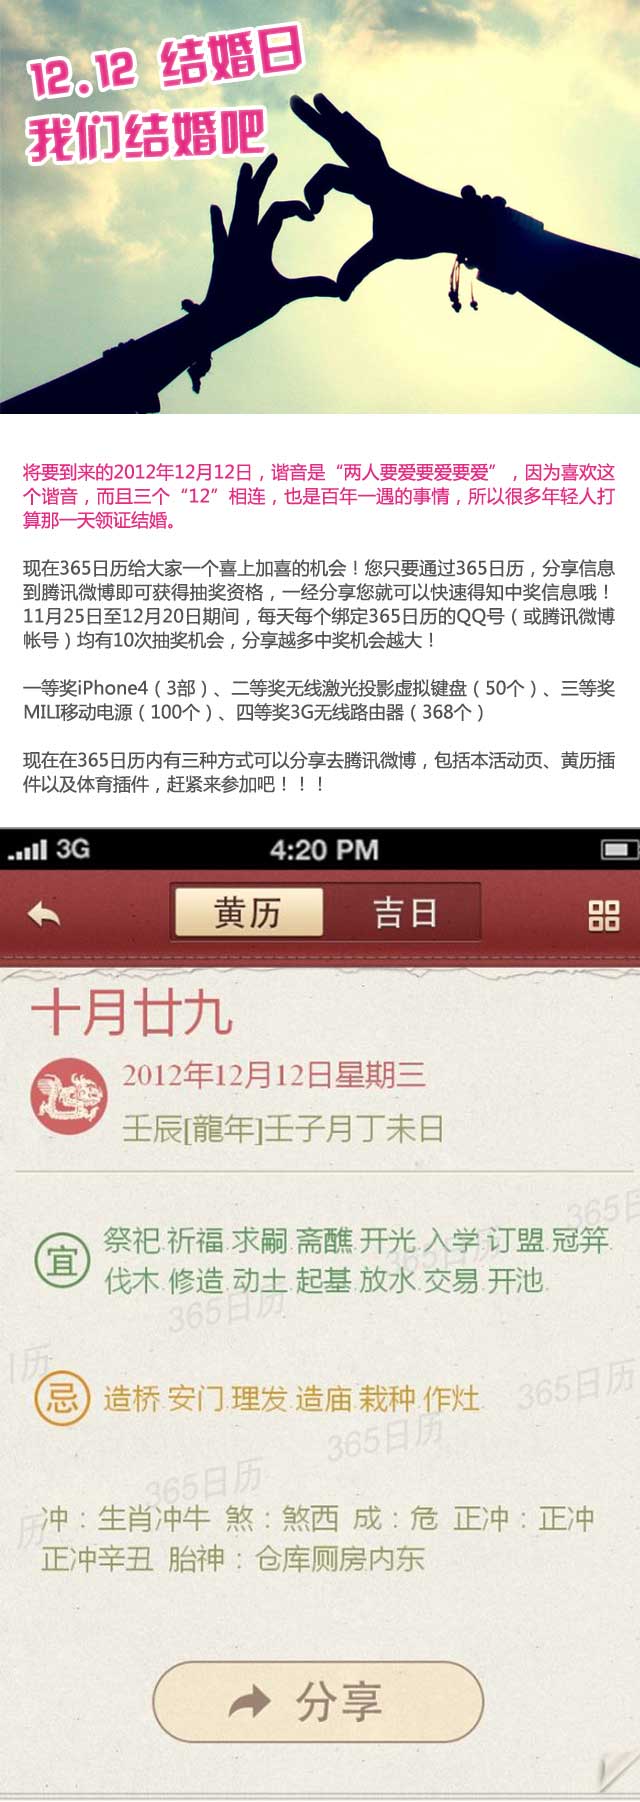 12.12 结婚日
我们结婚吧
将要到来的2012年12月12日，谐音是“两人要爱要爱要爱”，因为喜欢这
个谐音，而且三个“12”相连，也是百年一遇的事情，所以很多年轻人打
算那一天领证结婚。
现在365日历给大家一个喜上加喜的机会！您只要通过365日历，分享信息
到腾讯微博即可获得抽奖资格，一经分享您就可以快速得知中奖信息哦！
11月25日至12月20日期间，每天每个绑定365日历的QQ号（或腾讯微博
帐号）均有10次抽奖机会，分享越多中奖机会越大！
一等奖iPhone4（3部）、二等奖无线激光投影虚拟键盘（50个）、三等奖
MILI移动电源（100个）、四等奖3G无线路由器（368个）
现在在365日历内有三种方式可以分享去腾讯微博，包括本活动页、黄历插
件以及体育插件，赶紧来参加吧！！！
3G 4:20 PM
黄历 吉日
十月廿九
2012年12月12日星期三
壬辰[龍年]壬子月丁未日
宜 祭祀.祈福.求嗣.斋醮.开光.入学.订盟.冠笄.
伐木.修造.动土.起基.放水.交易.开池.
365日历
365日历
365日历
日历
忌 造桥.安门.理发.造庙.栽种.作灶.
365日历
365日历
365日历
历
冲：生肖冲牛 煞：煞西 成：危 正冲：正冲
正冲辛丑 胎神：仓库厕房内东
分享